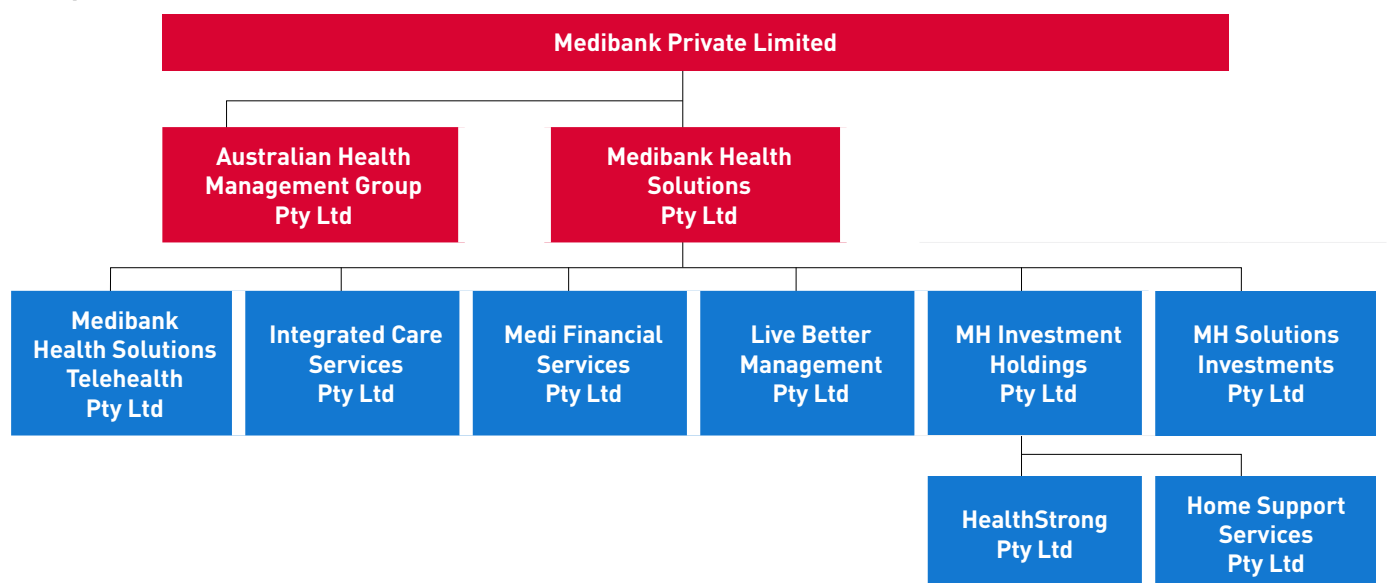 Medibank Private Limited
Australian Health
Management Group
Pty Ltd
Medibank Health
Solutions
Pty Ltd
Medibank
Health Solutions
Telehealth
Pty Ltd
Integrated Care
Services
Pty Ltd
Medi Financial
Services
Pty Ltd
Live Better
Management
Pty Ltd
MH Investment
Holdings
Pty Ltd
MH Solutions
Investments
Pty Ltd
HealthStrong
Pty Ltd
Home Support
Services
Pty Ltd